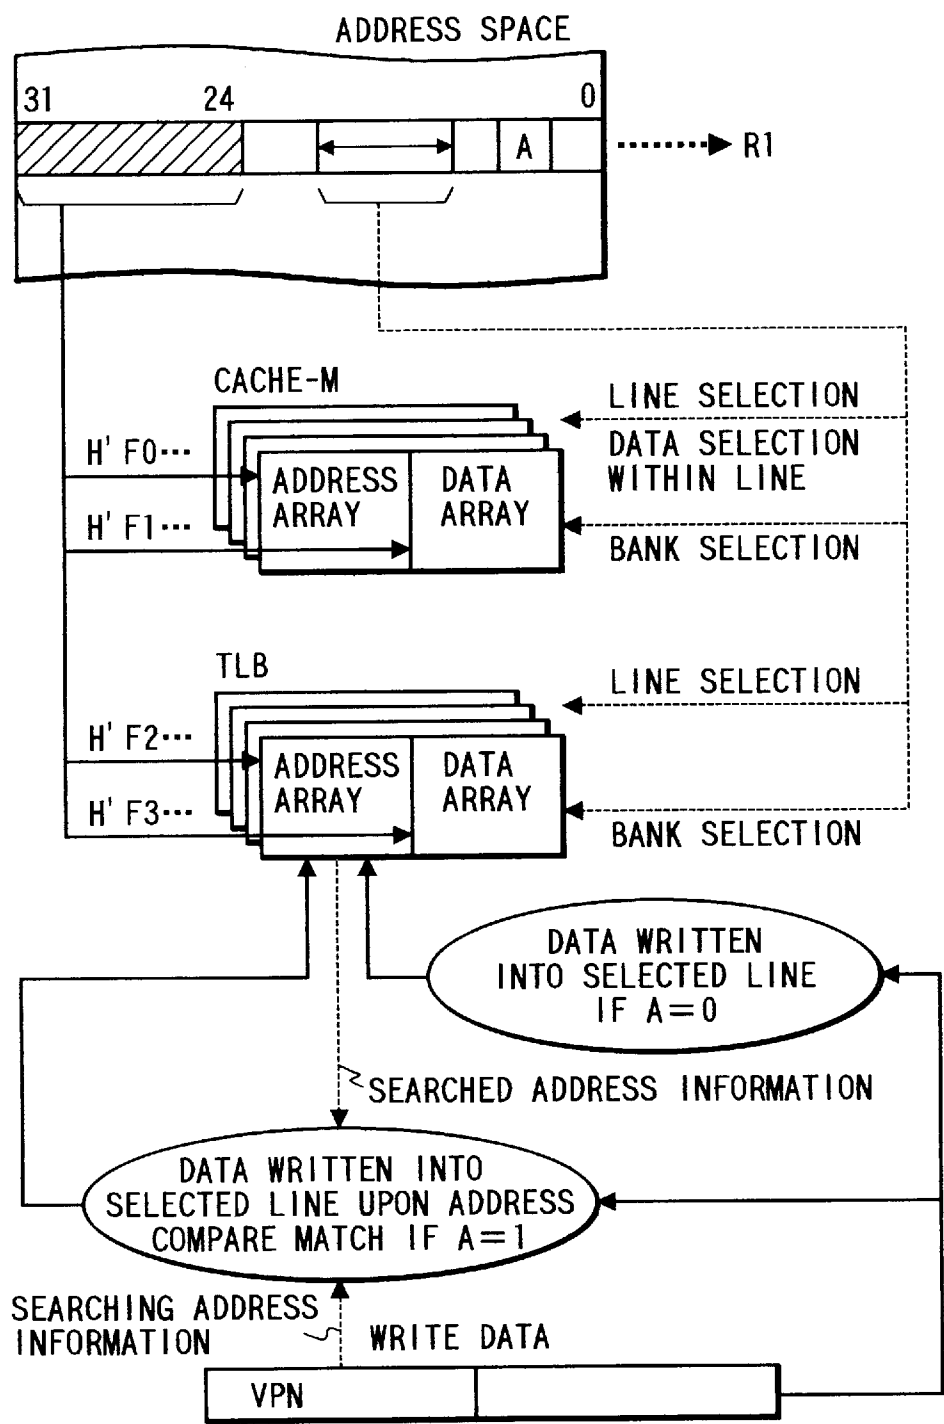 ADDRESS SPACE
31 24 0
A R1
CACHE-M
LINE SELECTION
DATA SELECTION
WITHIN LINE
BANK SELECTION
H' F0···
H' F1···
ADDRESS
ARRAY
DATA
ARRAY
TLB
LINE SELECTION
BANK SELECTION
H' F2···
H' F3···
ADDRESS
ARRAY
DATA
ARRAY
DATA WRITTEN
INTO SELECTED LINE
IF A=0
SEARCHED ADDRESS INFORMATION
DATA WRITTEN INTO
SELECTED LINE UPON ADDRESS
COMPARE MATCH IF A=1
SEARCHING ADDRESS
INFORMATION
WRITE DATA
VPN